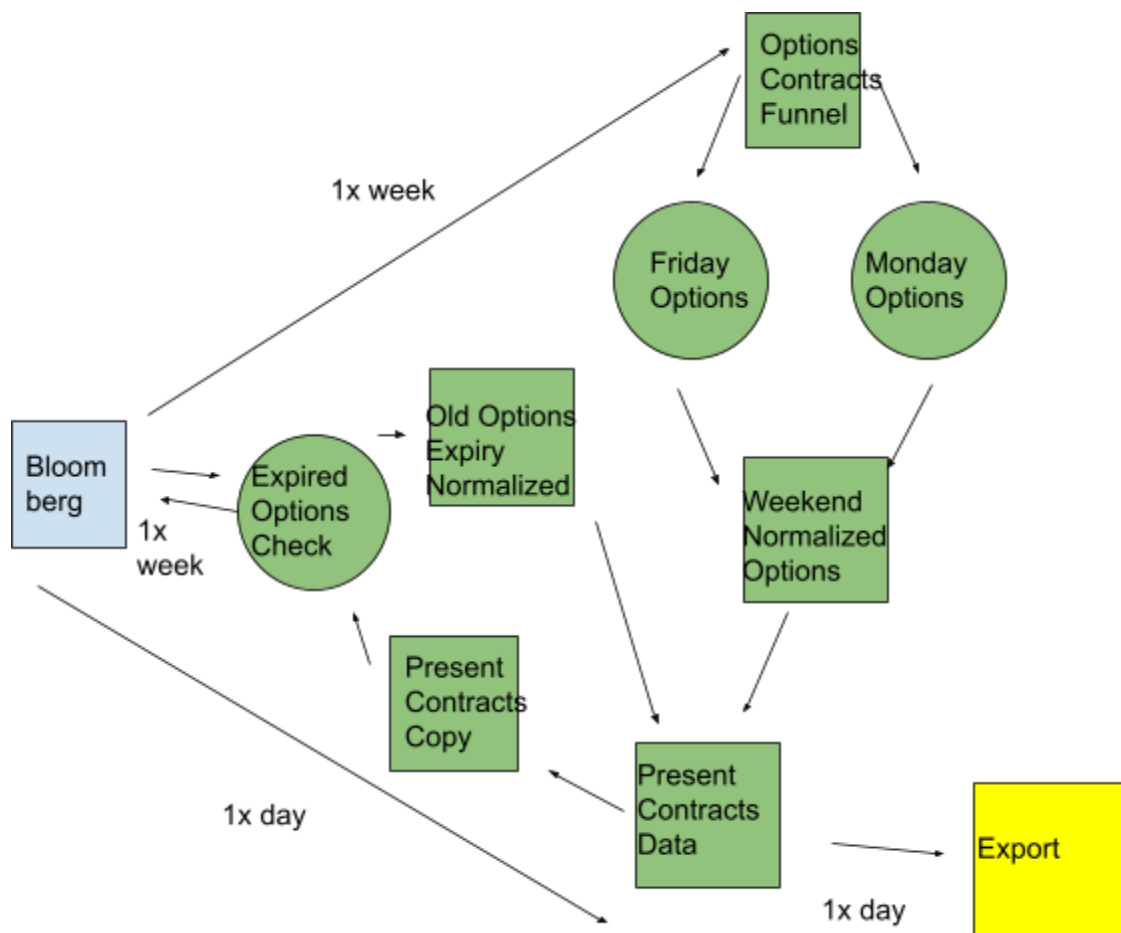 Options
Contracts
Funnel
1x week
Friday
Options
Monday
Options
Old Options
Expiry
Normalized
Bloom
berg
Expired
Options
Check
1x
week
Weekend
Normalized
Options
Present
Contracts
Copy
Present
Contracts
Data
1x day
Export
1x day